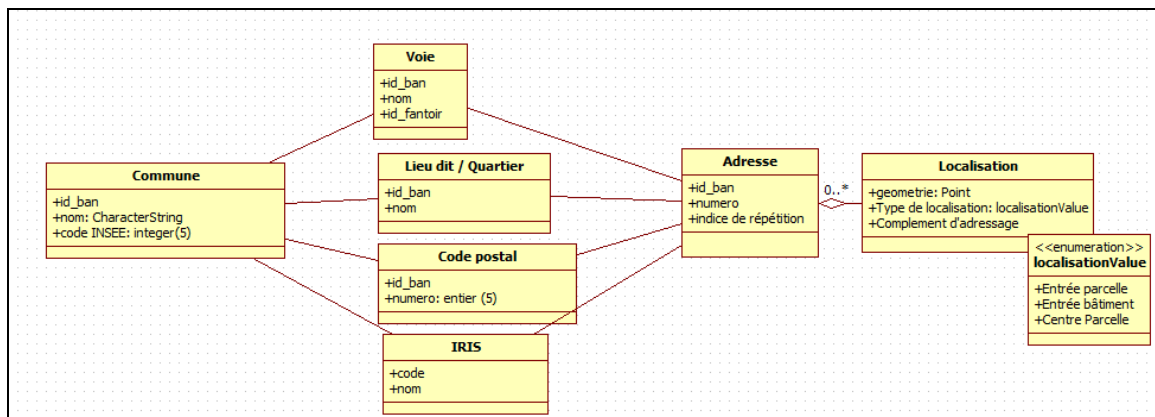 Voie
+id_ban
+nom
+id_fantoir
Commune
+id_ban
+nom: CharacterString
+code INSEE: integer(5)
Lieu dit / Quartier
+id_ban
+nom
Code postal
+id_ban
+numero: entier (5)
IRIS
+code
+nom
Adresse
+id_ban
+numero
+indice de répétition
0..*
Localisation
+geometrie: Point
+Type de localisation: localisationValue
+Complement d'adressage
<<enumeration>>
localisationValue
+Entrée parcelle
+Entrée bâtiment
+Centre Parcelle